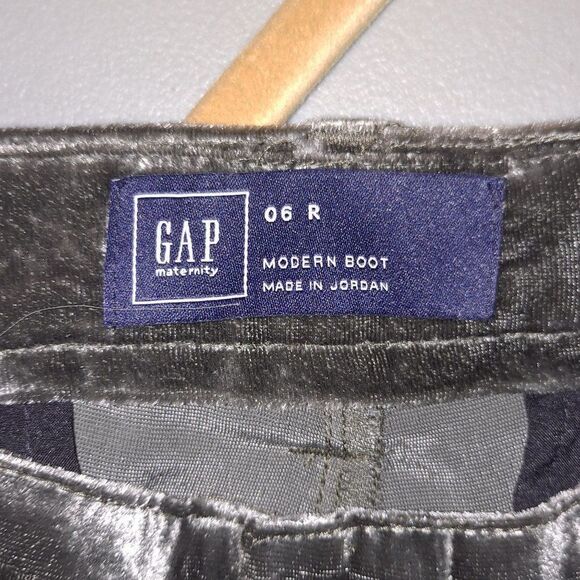 GAP
maternity
06 R
MODERN BOOT
MADE IN JORDAN